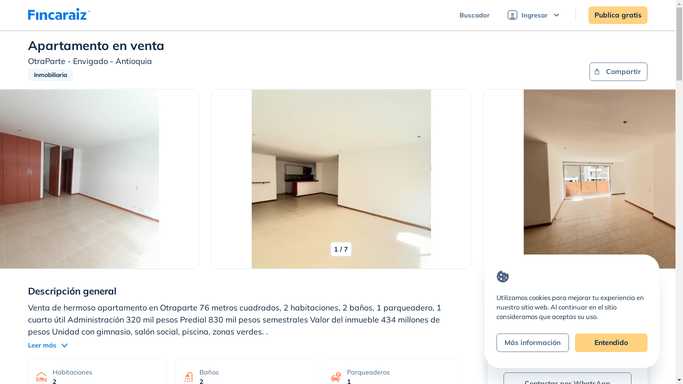 Fincaraiz
Buscador
Ingresar
Publica gratis
Apartamento en venta
OtraParte - Envigado - Antioquia
Inmobiliaria
Compartir
1 / 7
Descripción general
Venta de hermoso apartamento en Otraparte 76 metros cuadrados, 2 habitaciones, 2 baños, 1 parqueadero, 1
cuarto útil Administración 320 mil pesos Predial 830 mil pesos semestrales Valor del inmueble 434 millones de
pesos Unidad con gimnasio, salón social, piscina, zonas verdes. .
Leer más
Habitaciones
2
Baños
2
Parqueaderos
1
Utilizamos cookies para mejorar tu experiencia en
nuestro sitio web. Al continuar en el sitio
consideramos que aceptas su uso.
Más información
Entendido
Contactar por WhatsApp